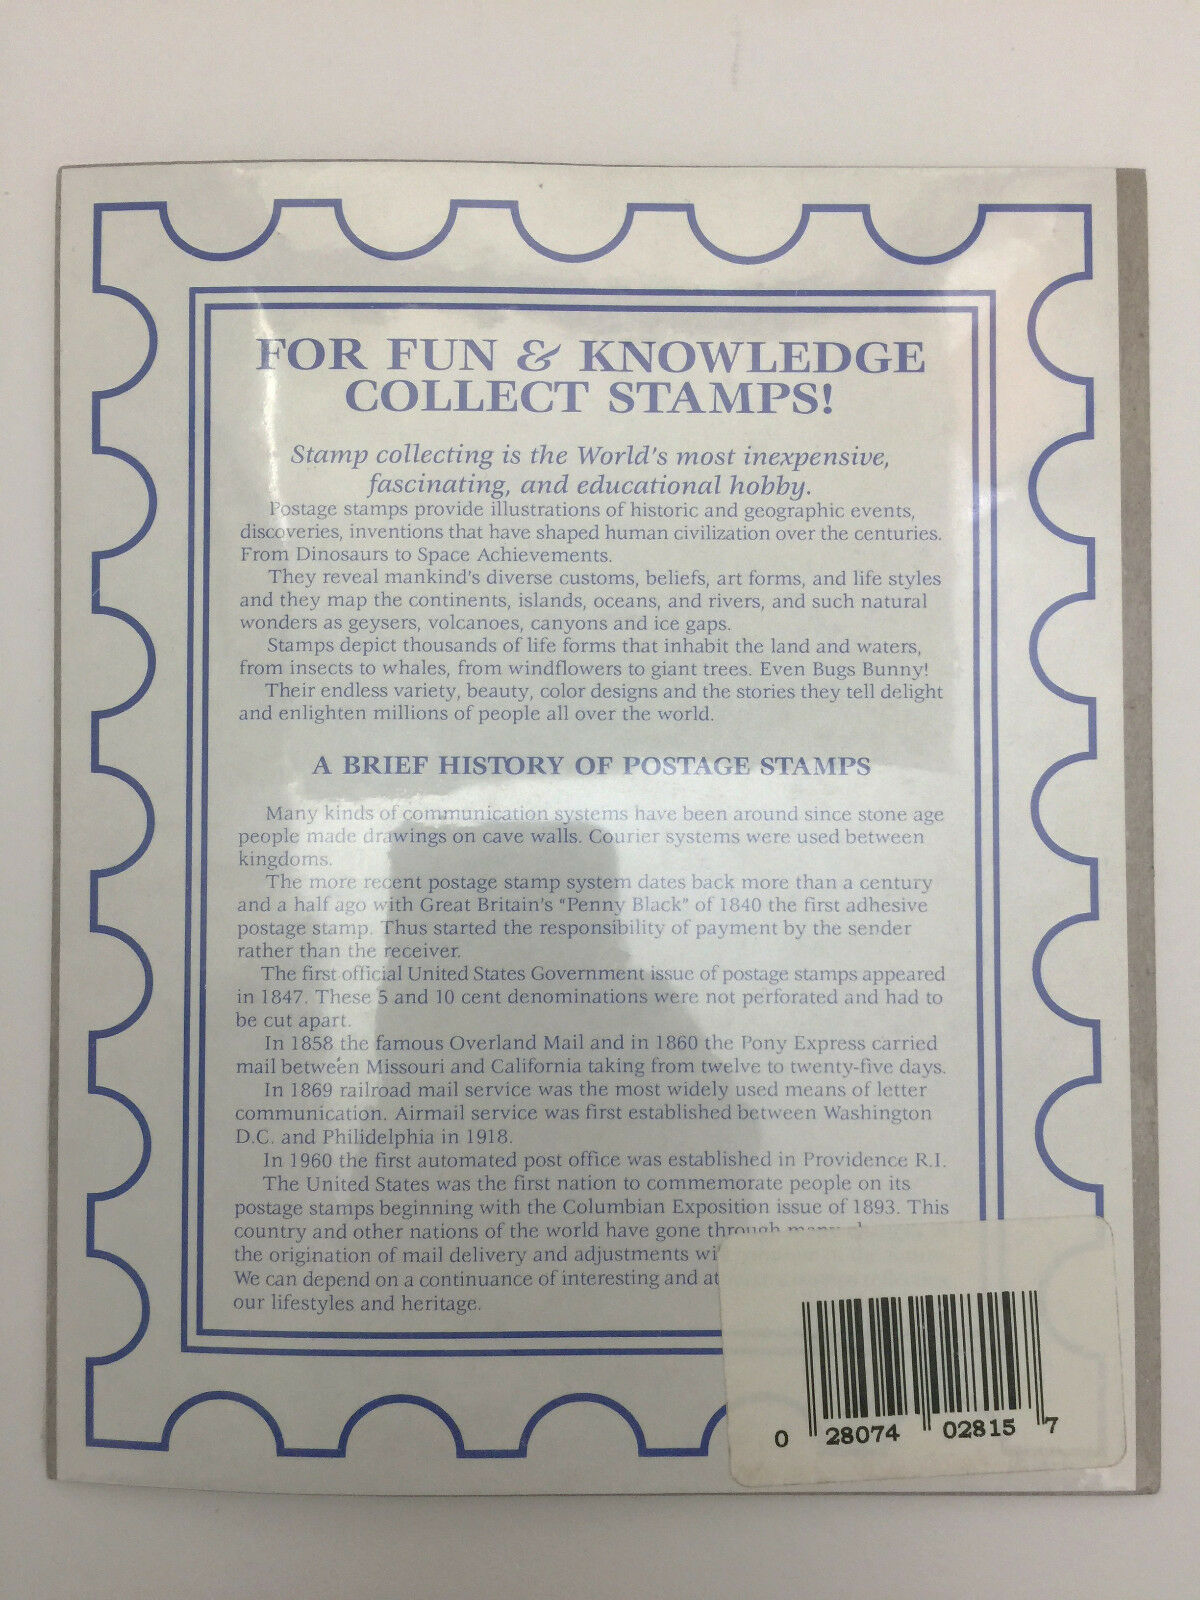 FOR FUN & KNOWLEDGE
COLLECT STAMPS!
Stamp collecting is the World's most inexpensive,
fascinating, and educational hobby.
Postage stamps provide illustrations of historic and geographic events,
discoveries, inventions that have shaped human civilization over the centuries.
From Dinosaurs to Space Achievements.
They reveal mankind's diverse customs, beliefs, art forms, and life styles
and they map the continents, islands, oceans, and rivers, and such natural
wonders as geysers, volcanoes, canyons and ice gaps.
Stamps depict thousands of life forms that inhabit the land and waters,
from insects to whales, from windflowers to giant trees. Even Bugs Bunny!
Their endless variety, beauty, color designs and the stories they tell delight
and enlighten millions of people all over the world.
A BRIEF HISTORY OF POSTAGE STAMPS
Many kinds of communication systems have been around since stone age
people made drawings on cave walls. Courier systems were used between
kingdoms.
The more recent postage stamp system dates back more than a century
and a half ago with Great Britain's "Penny Black" of 1840 the first adhesive
postage stamp. Thus started the responsibility of payment by the sender
rather than the receiver.
The first official United States Government issue of postage stamps appeared
in 1847. These 5 and 10 cent denominations were not perforated and had to
be cut apart.
In 1858 the famous Overland Mail and in 1860 the Pony Express carried
mail between Missouri and California taking from twelve to twenty-five days.
In 1869 railroad mail service was the most widely used means of letter
communication. Airmail service was first established between Washington
D.C. and Philidelphia in 1918.
In 1960 the first automated post office was established in Providence R.I.
The United States was the first nation to commemorate people on its
postage stamps beginning with the Columbian Exposition issue of 1893. This
country and other nations of the world have gone through many
the origination of mail delivery and adjustments
We can depend on a continuance of interesting and
our lifestyles and heritage.
0 28074 02815 7